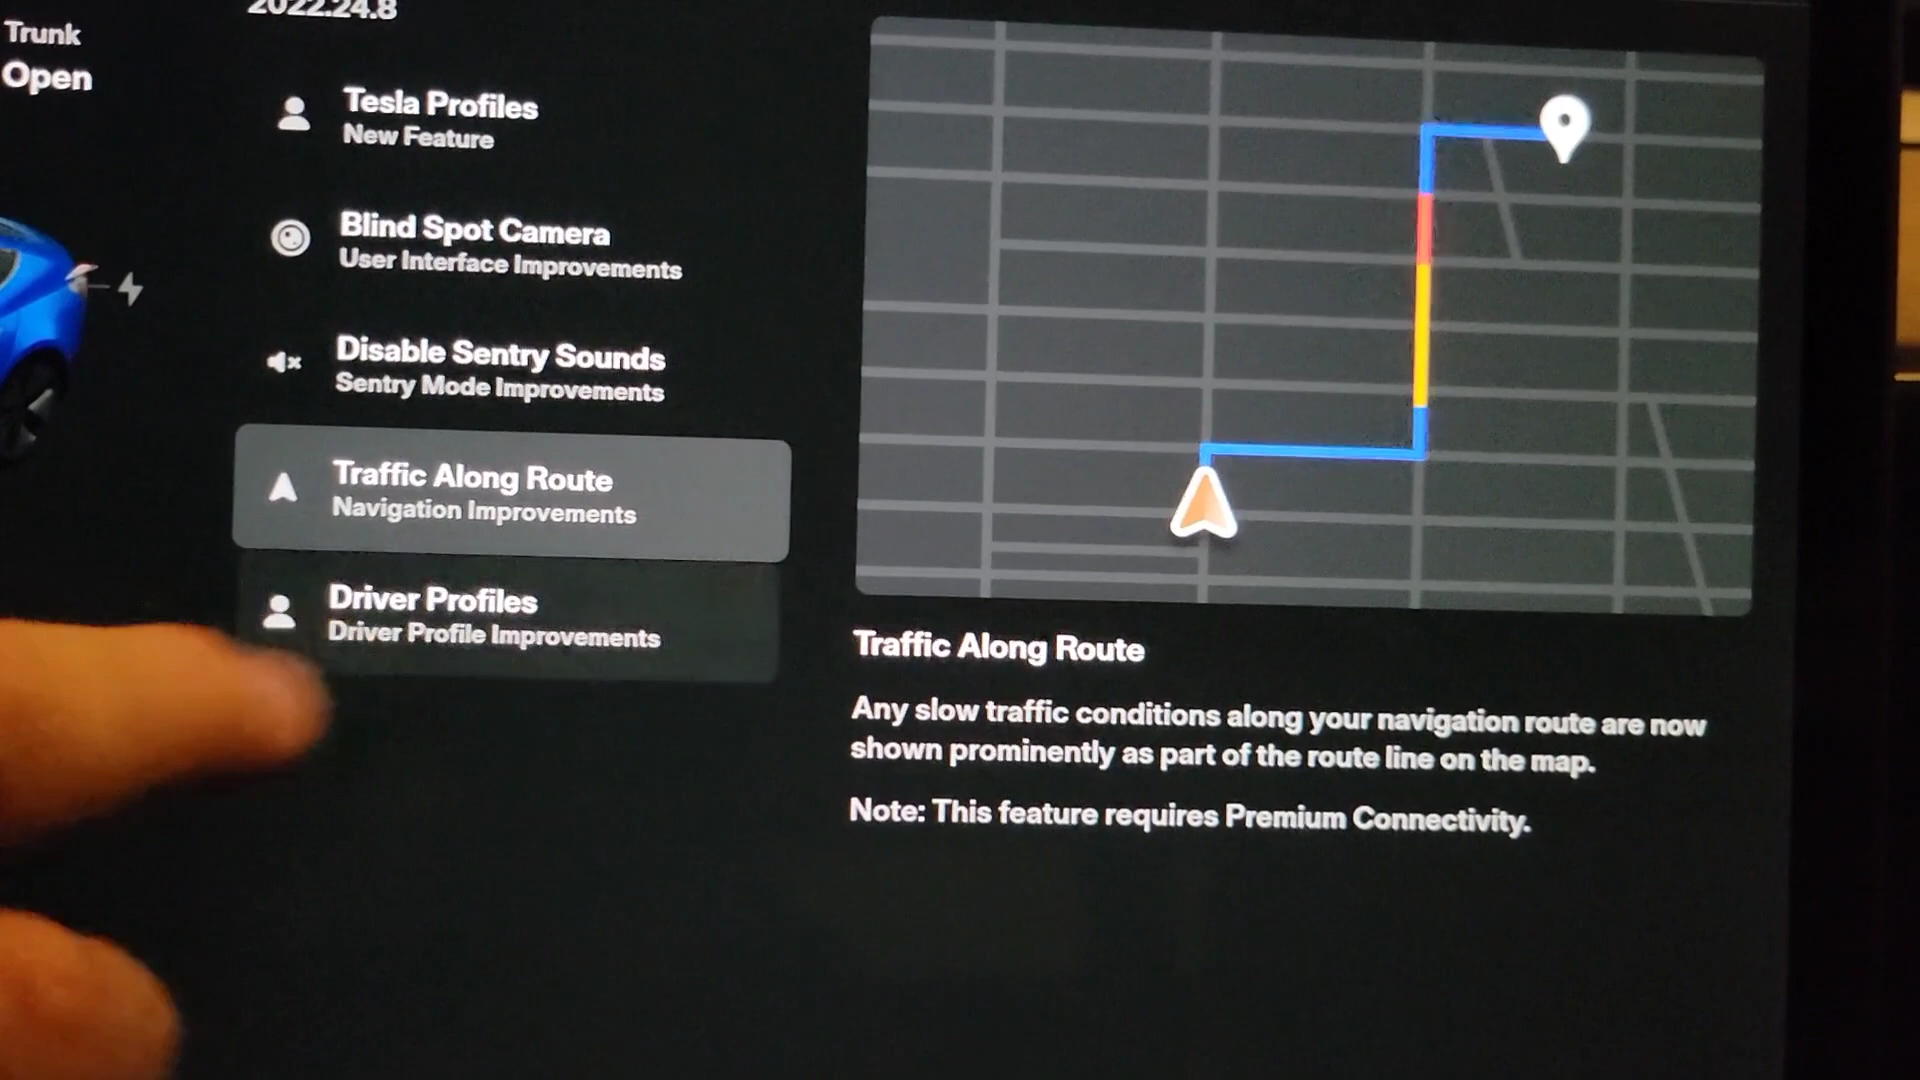 Trunk
Open
2022.24.8
Tesla Profiles
New Feature
Blind Spot Camera
User Interface Improvements
Disable Sentry Sounds
Sentry Mode Improvements
Traffic Along Route
Navigation Improvements
Driver Profiles
Driver Profile Improvements
Traffic Along Route
Any slow traffic conditions along your navigation route are now
shown prominently as part of the route line on the map.
Note: This feature requires Premium Connectivity.